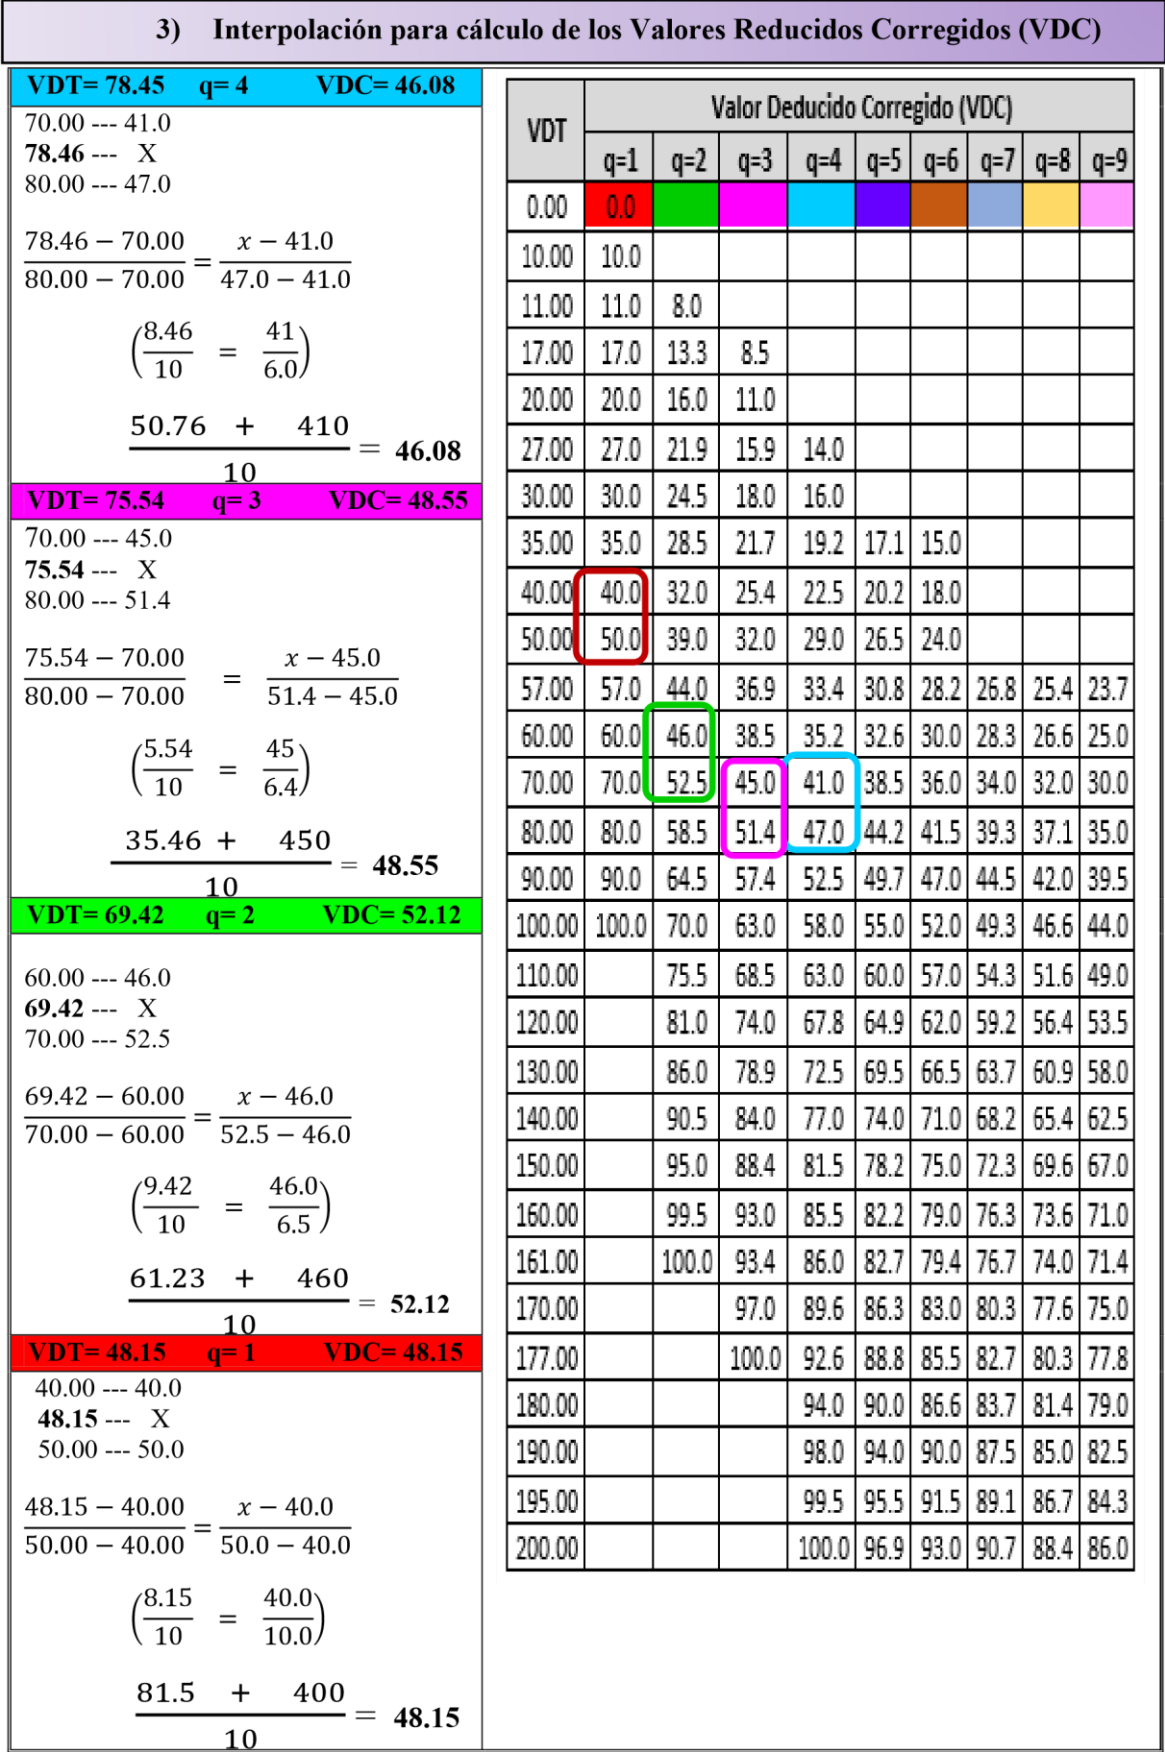 3) Interpolación para cálculo de los Valores Reducidos Corregidos (VDC)
VDT= 78.45 q= 4 VDC= 46.08
70.00 --- 41.0
78.46 --- X
80.00 --- 47.0
78.46 − 70.00 / 80.00 − 70.00 = x − 41.0 / 47.0 − 41.0
(8.46 / 10 = 41 / 6.0)
50.76 + 410 / 10 = 46.08
VDT= 75.54 q= 3 VDC= 48.55
70.00 --- 45.0
75.54 --- X
80.00 --- 51.4
75.54 − 70.00 / 80.00 − 70.00 = x − 45.0 / 51.4 − 45.0
(5.54 / 10 = 45 / 6.4)
35.46 + 450 / 10 = 48.55
VDT= 69.42 q= 2 VDC= 52.12
60.00 --- 46.0
69.42 --- X
70.00 --- 52.5
69.42 − 60.00 / 70.00 − 60.00 = x − 46.0 / 52.5 − 46.0
(9.42 / 10 = 46.0 / 6.5)
61.23 + 460 / 10 = 52.12
VDT= 48.15 q= 1 VDC= 48.15
40.00 --- 40.0
48.15 --- X
50.00 --- 50.0
48.15 − 40.00 / 50.00 − 40.00 = x − 40.0 / 50.0 − 40.0
(8.15 / 10 = 40.0 / 10.0)
81.5 + 400 / 10 = 48.15
VDT Valor Deducido Corregido (VDC)
q=1 q=2 q=3 q=4 q=5 q=6 q=7 q=8 q=9
0.00 0.0
10.00 10.0
11.00 11.0 8.0
17.00 17.0 13.3 8.5
20.00 20.0 16.0 11.0
27.00 27.0 21.9 15.9 14.0
30.00 30.0 24.5 18.0 16.0
35.00 35.0 28.5 21.7 19.2 17.1 15.0
40.00 40.0 32.0 25.4 22.5 20.2 18.0
50.00 50.0 39.0 32.0 29.0 26.5 24.0
57.00 57.0 44.0 36.9 33.4 30.8 28.2 26.8 25.4 23.7
60.00 60.0 46.0 38.5 35.2 32.6 30.0 28.3 26.6 25.0
70.00 70.0 52.5 45.0 41.0 38.5 36.0 34.0 32.0 30.0
80.00 80.0 58.5 51.4 47.0 44.2 41.5 39.3 37.1 35.0
90.00 90.0 64.5 57.4 52.5 49.7 47.0 44.5 42.0 39.5
100.00 100.0 70.0 63.0 58.0 55.0 52.0 49.3 46.6 44.0
110.00 75.5 68.5 63.0 60.0 57.0 54.3 51.6 49.0
120.00 81.0 74.0 67.8 64.9 62.0 59.2 56.4 53.5
130.00 86.0 78.9 72.5 69.5 66.5 63.7 60.9 58.0
140.00 90.5 84.0 77.0 74.0 71.0 68.2 65.4 62.5
150.00 95.0 88.4 81.5 78.2 75.0 72.3 69.6 67.0
160.00 99.5 93.0 85.5 82.2 79.0 76.3 73.6 71.0
161.00 100.0 93.4 86.0 82.7 79.4 76.7 74.0 71.4
170.00 97.0 89.6 86.3 83.0 80.3 77.6 75.0
177.00 100.0 92.6 88.8 85.5 82.7 80.3 77.8
180.00 94.0 90.0 86.6 83.7 81.4 79.0
190.00 98.0 94.0 90.0 87.5 85.0 82.5
195.00 99.5 95.5 91.5 89.1 86.7 84.3
200.00 100.0 96.9 93.0 90.7 88.4 86.0